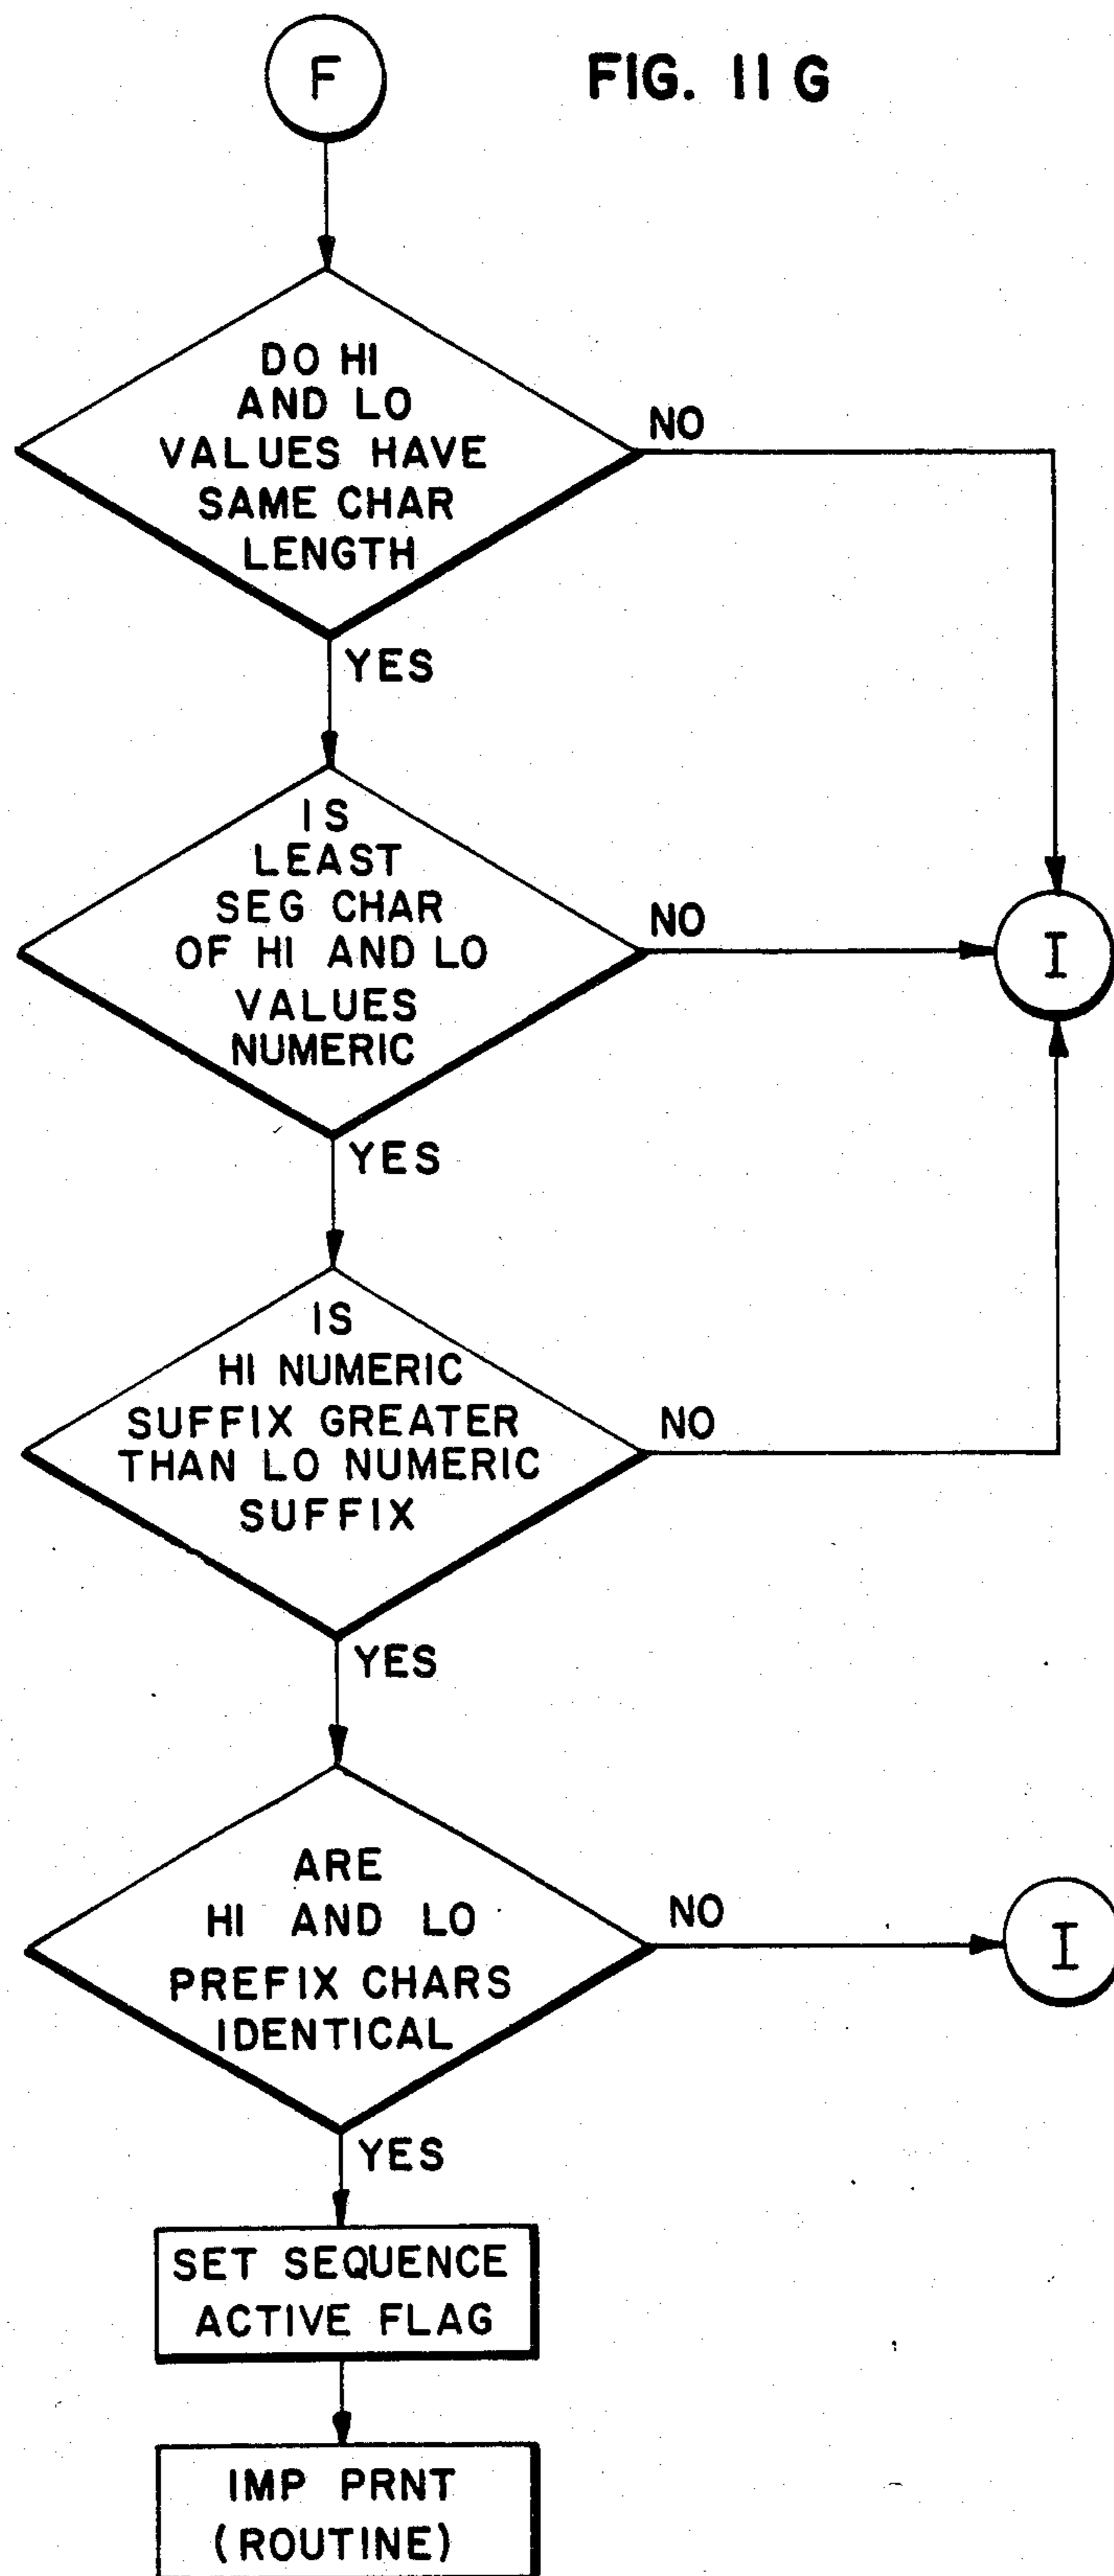 F
FIG. 11 G
DO HI
AND LO
VALUES HAVE
SAME CHAR
LENGTH
NO
YES
IS
LEAST
SEG CHAR
OF HI AND LO
VALUES
NUMERIC
NO
I
YES
IS
HI NUMERIC
SUFFIX GREATER
THAN LO NUMERIC
SUFFIX
NO
YES
ARE
HI AND LO
PREFIX CHARS
IDENTICAL
NO
I
YES
SET SEQUENCE
ACTIVE FLAG
IMP PRNT
(ROUTINE)